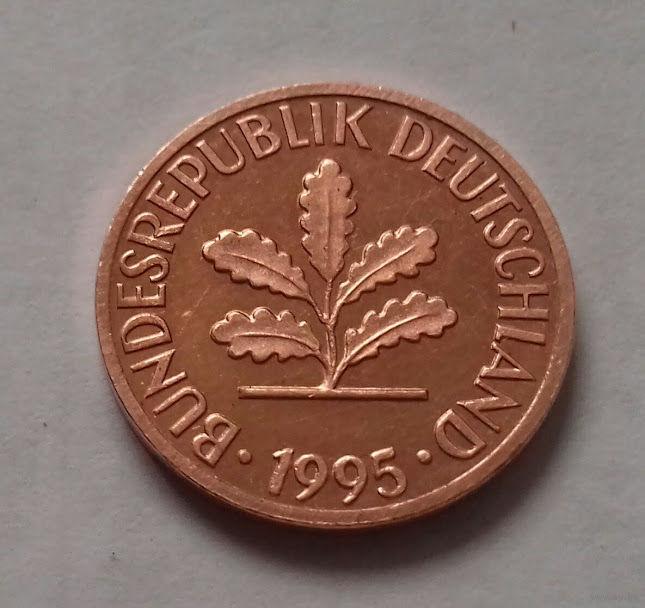 BUNDESREPUBLIK DEUTSCHLAND
· 1995 ·